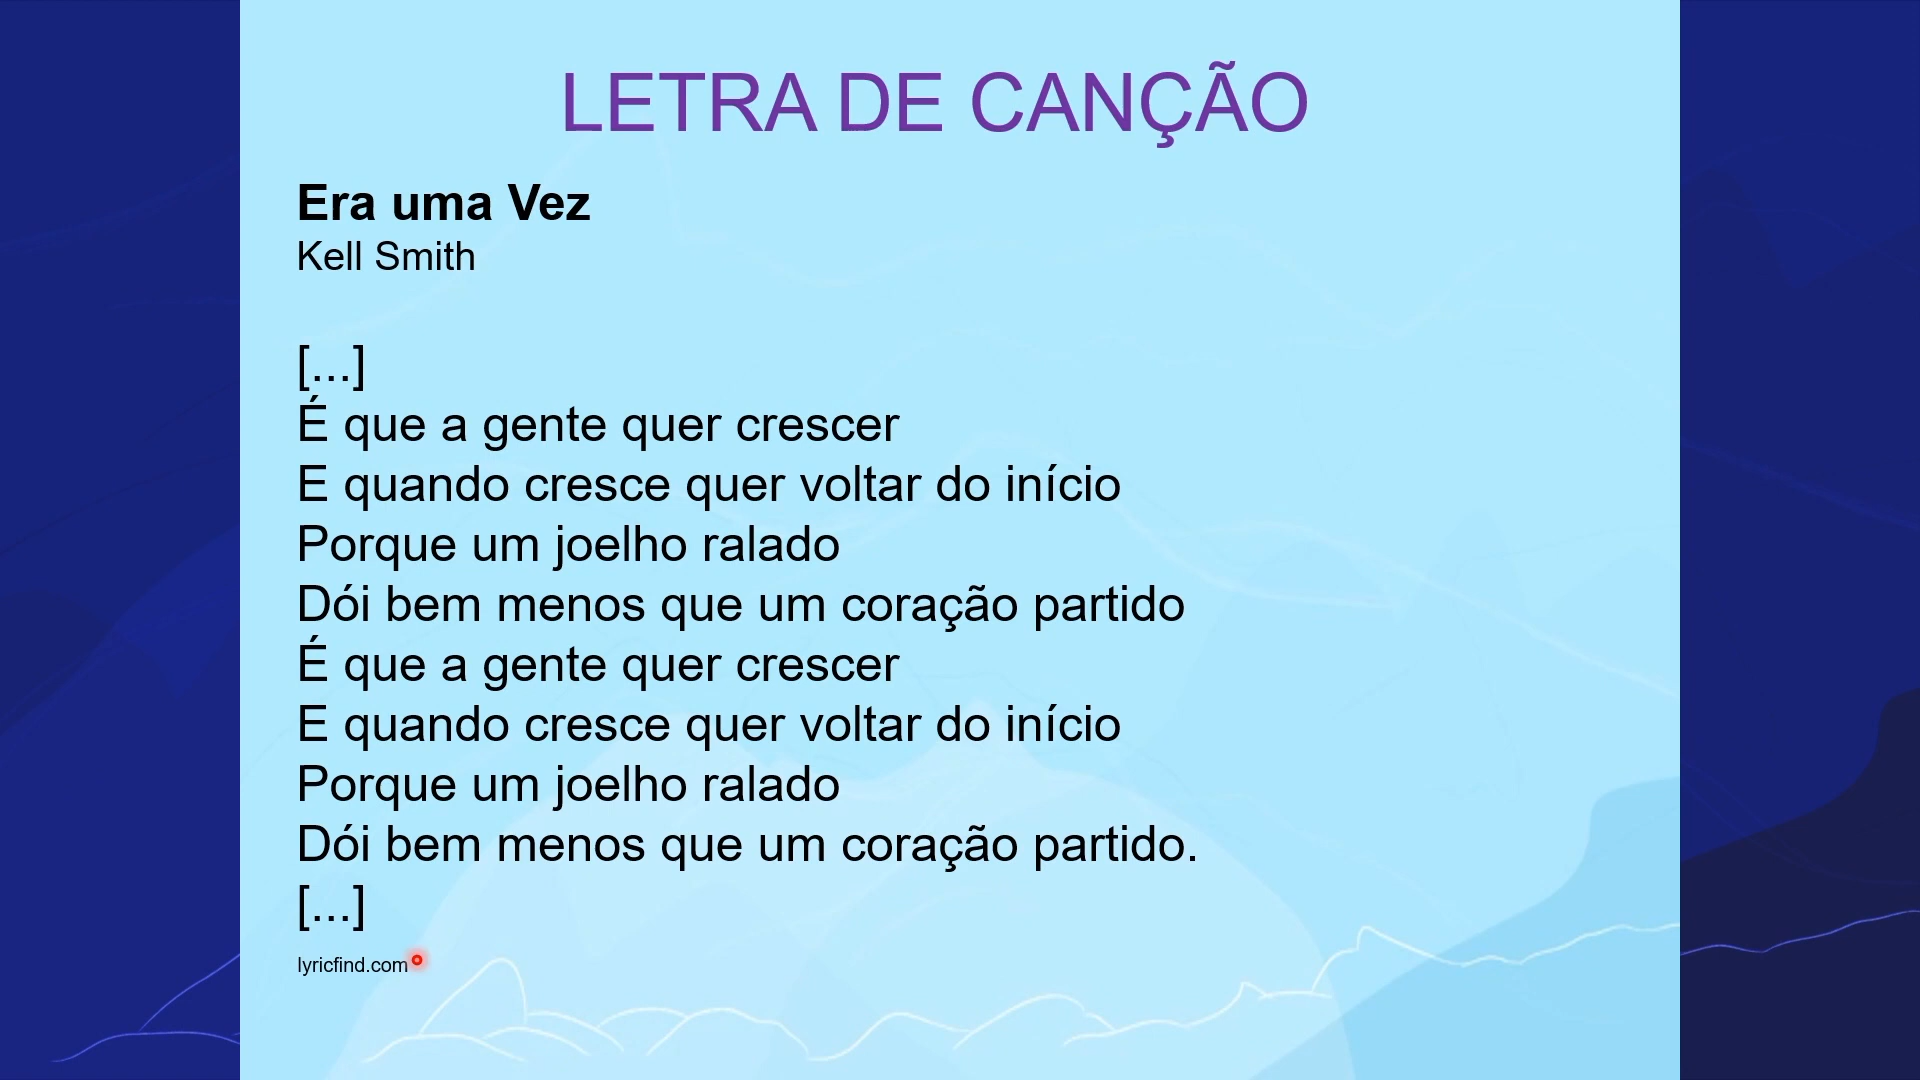 LETRA DE CANÇÃO
Era uma Vez
Kell Smith
[...]
É que a gente quer crescer
E quando cresce quer voltar do início
Porque um joelho ralado
Dói bem menos que um coração partido
É que a gente quer crescer
E quando cresce quer voltar do início
Porque um joelho ralado
Dói bem menos que um coração partido.
[...]
lyricfind.com